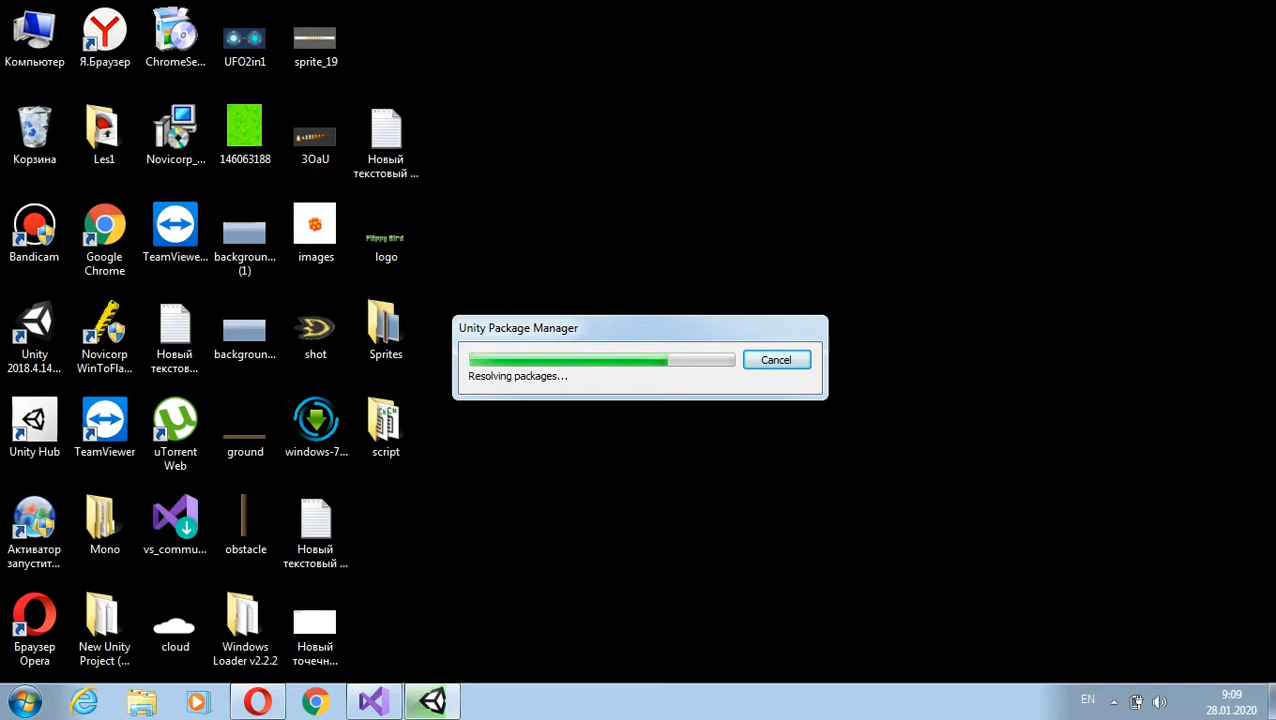 Компьютер
Я.Браузер
ChromeSe...
UFO2in1
sprite_19
Корзина
Les1
Novicorp_...
146063188
3OaU
Новый
текстовый ...
Bandicam
Google
Chrome
TeamViewe...
backgroun...
(1)
images
Flappy Bird
logo
Unity
2018.4.14...
Novicorp
WinToFla...
Новый
текстов...
backgroun...
shot
Sprites
Unity Package Manager
Cancel
Resolving packages...
Unity Hub
TeamViewer
uTorrent
Web
ground
windows-7...
script
Активатор
запустит...
Mono
vs_commu...
obstacle
Новый
текстовый ...
Браузер
Opera
New Unity
Project (...
cloud
Windows
Loader v2.2.2
Новый
точечн...
EN
9:09
28.01.2020